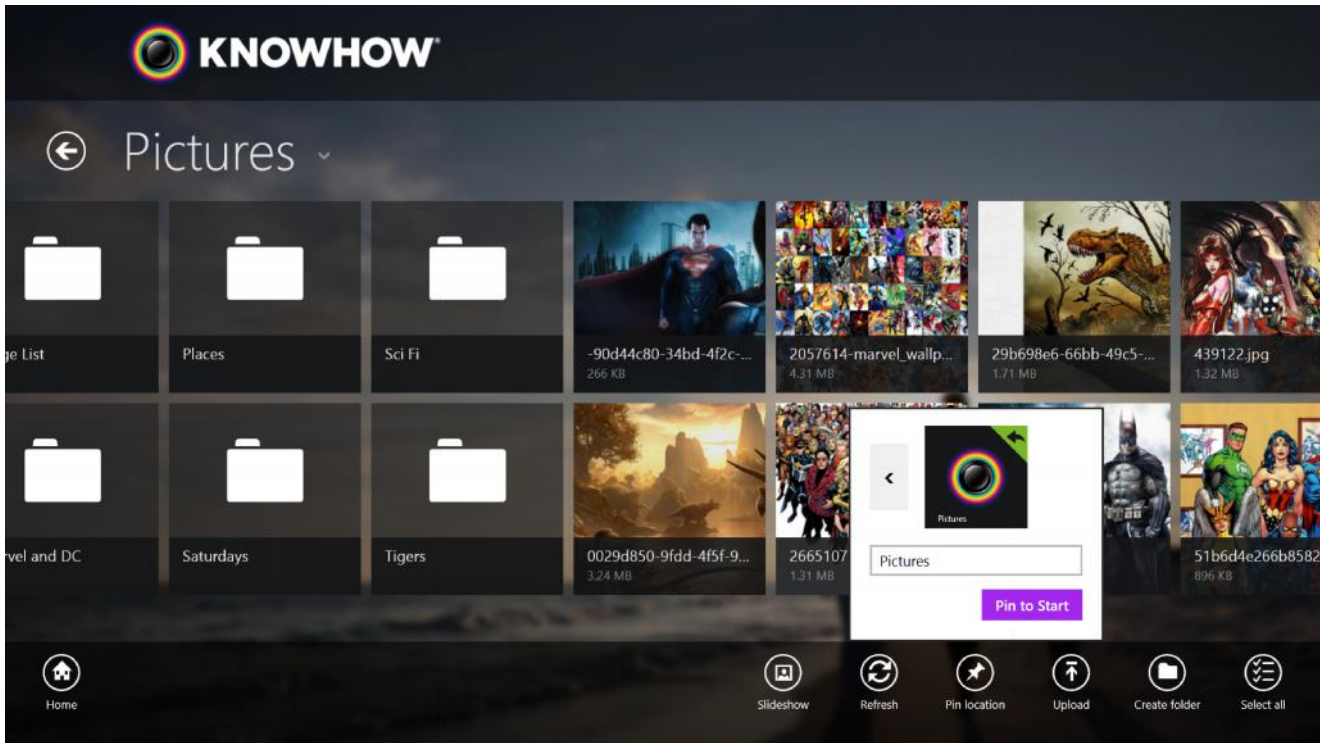 KNOWHOW
Pictures
ge List
Places
Sci Fi
-90d44c80-34bd-4f2c-...
266 KB
2057614-marvel_wallp...
4.31 MB
29b698e6-66bb-49c5-...
1.71 MB
439122.jpg
1.32 MB
rvel and DC
Saturdays
Tigers
0029d850-9fdd-4f5f-9...
3.24 MB
2665107
1.31 MB
51b6d4e266b8582
896 KB
Pictures
Pictures
Pin to Start
Home
Slideshow
Refresh
Pin location
Upload
Create folder
Select all